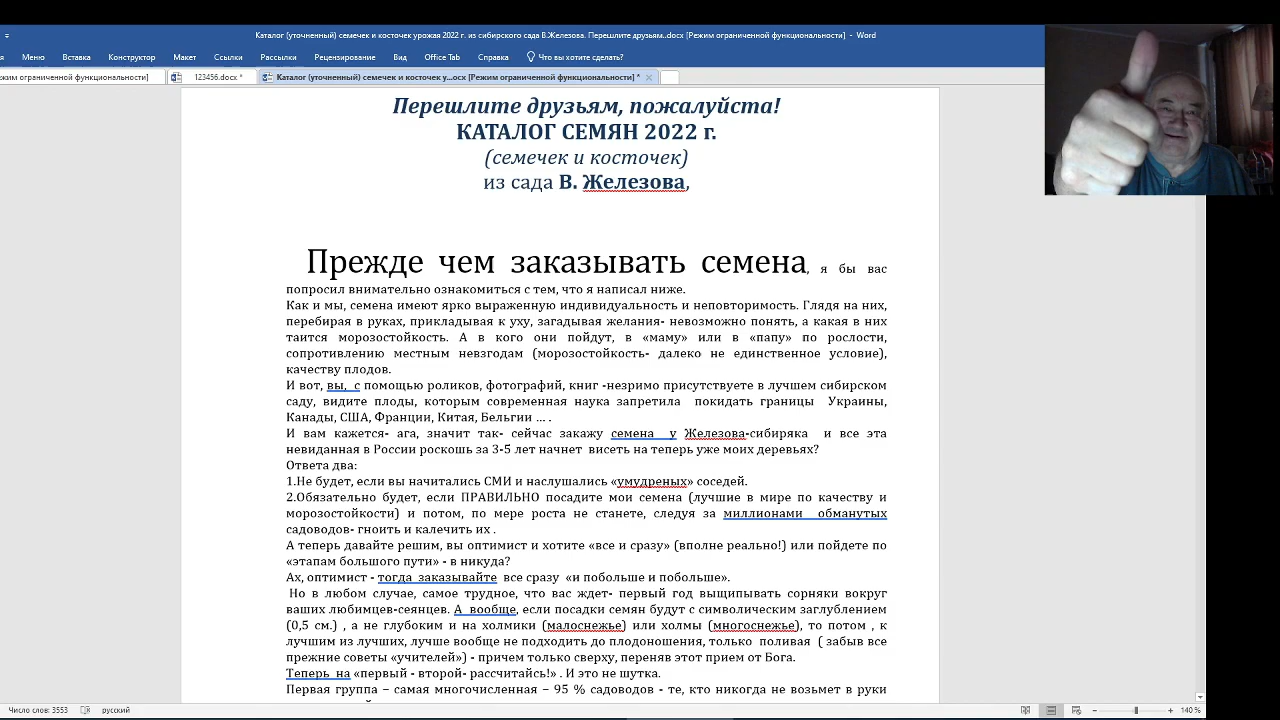 Каталог (уточненный) семечек и косточек урожая 2022 г. из сибирского сада В.Железова. Перешлите друзьям..docx [Режим ограниченной функциональности] - Word
я Меню Вставка Конструктор Макет Ссылки Рассылки Рецензирование Вид Office Tab Справка Что вы хотите сделать?
жим ограниченной функциональности] 123456.docx * Каталог (уточненный) семечек и косточек у...ocx [Режим ограниченной функциональности] *
Перешлите друзьям, пожалуйста!
КАТАЛОГ СЕМЯН 2022 г.
(семечек и косточек)
из сада В. Железова,
Прежде чем заказывать семена, я бы вас
попросил внимательно ознакомиться с тем, что я написал ниже.
Как и мы, семена имеют ярко выраженную индивидуальность и неповторимость. Глядя на них,
перебирая в руках, прикладывая к уху, загадывая желания- невозможно понять, а какая в них
таится морозостойкость. А в кого они пойдут, в «маму» или в «папу» по рослости,
сопротивлению местным невзгодам (морозостойкость- далеко не единственное условие),
качеству плодов.
И вот, вы, с помощью роликов, фотографий, книг -незримо присутствуете в лучшем сибирском
саду, видите плоды, которым современная наука запретила покидать границы Украины,
Канады, США, Франции, Китая, Бельгии ... .
И вам кажется- ага, значит так- сейчас закажу семена у Железова-сибиряка и все эта
невиданная в России роскошь за 3-5 лет начнет висеть на теперь уже моих деревьях?
Ответа два:
1.Не будет, если вы начитались СМИ и наслушались «умудреных» соседей.
2.Обязательно будет, если ПРАВИЛЬНО посадите мои семена (лучшие в мире по качеству и
морозостойкости) и потом, по мере роста не станете, следуя за миллионами обманутых
садоводов- гноить и калечить их .
А теперь давайте решим, вы оптимист и хотите «все и сразу» (вполне реально!) или пойдете по
«этапам большого пути» - в никуда?
Ах, оптимист - тогда заказывайте все сразу «и побольше и побольше».
Но в любом случае, самое трудное, что вас ждет- первый год выщипывать сорняки вокруг
ваших любимцев-сеянцев. А вообще, если посадки семян будут с символическим заглублением
(0,5 см.) , а не глубоким и на холмики (малоснежье) или холмы (многоснежье), то потом , к
лучшим из лучших, лучше вообще не подходить до плодоношения, только поливая ( забыв все
прежние советы «учителей») - причем только сверху, переняв этот прием от Бога.
Теперь на «первый - второй- рассчитайсь!» . И это не шутка.
Первая группа – самая многочисленная – 95 % садоводов - те, кто никогда не возьмет в руки
Число слов: 3553 русский 140 %